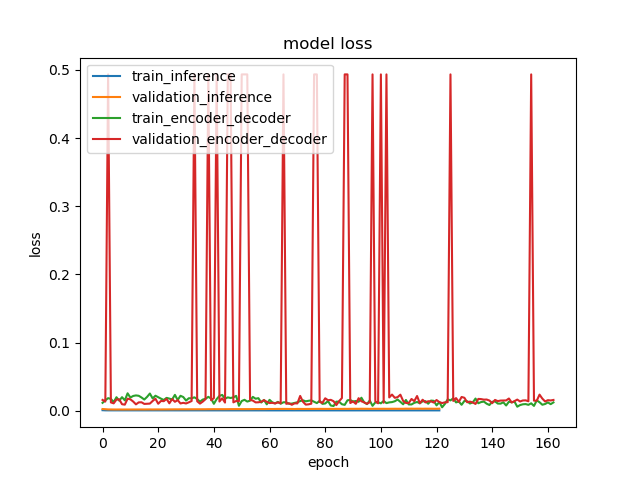 model loss
train_inference
validation_inference
train_encoder_decoder
validation_encoder_decoder
loss
0.5
0.4
0.3
0.2
0.1
0.0
0 20 40 60 80 100 120 140 160
epoch